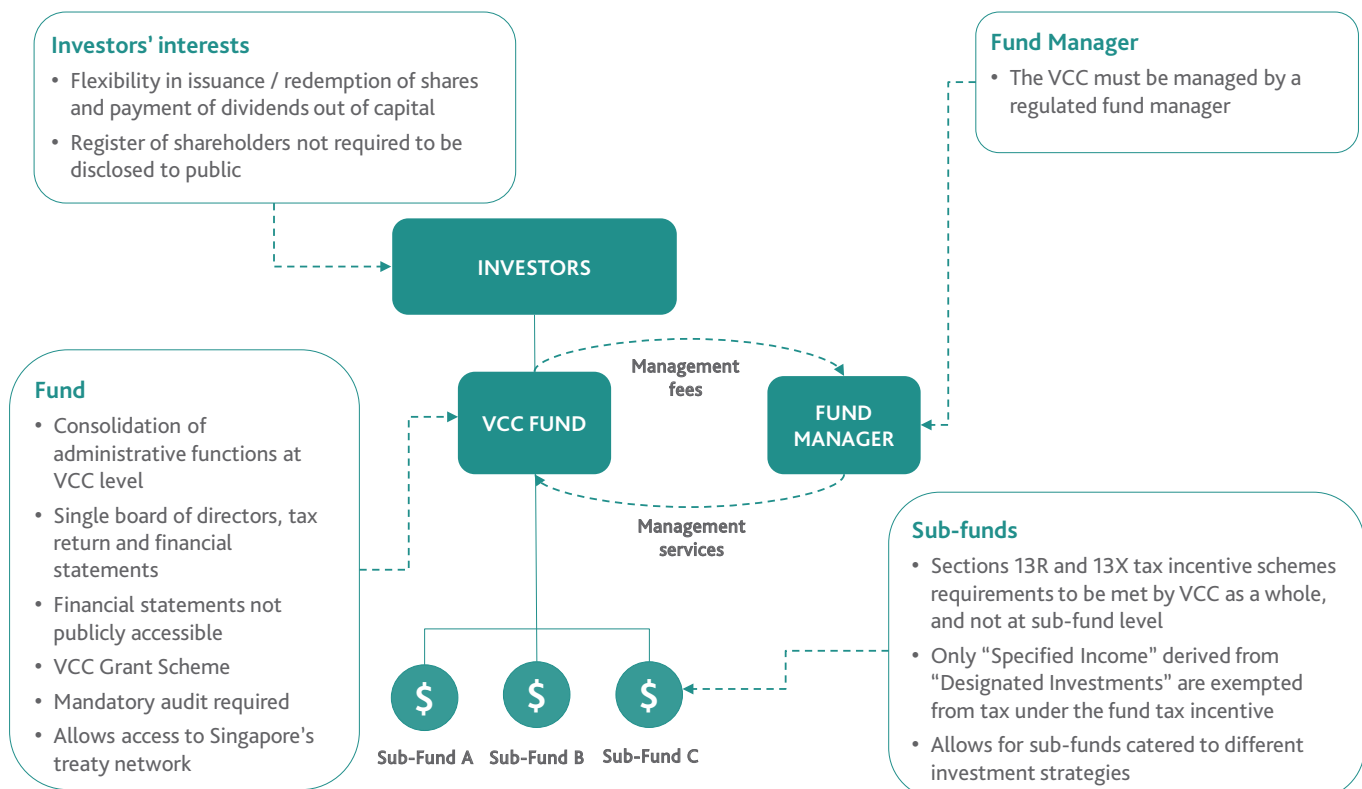 Investors' interests
• Flexibility in issuance / redemption of shares
and payment of dividends out of capital
• Register of shareholders not required to be
disclosed to public
Fund Manager
• The VCC must be managed by a
regulated fund manager
INVESTORS
Management
fees
VCC FUND
FUND
MANAGER
Management
services
Fund
• Consolidation of
administrative functions at
VCC level
• Single board of directors, tax
return and financial
statements
• Financial statements not
publicly accessible
• VCC Grant Scheme
• Mandatory audit required
• Allows access to Singapore's
treaty network
$ $ $
Sub-Fund A Sub-Fund B Sub-Fund C
Sub-funds
• Sections 13R and 13X tax incentive schemes
requirements to be met by VCC as a whole,
and not at sub-fund level
• Only “Specified Income” derived from
“Designated Investments” are exempted
from tax under the fund tax incentive
• Allows for sub-funds catered to different
investment strategies